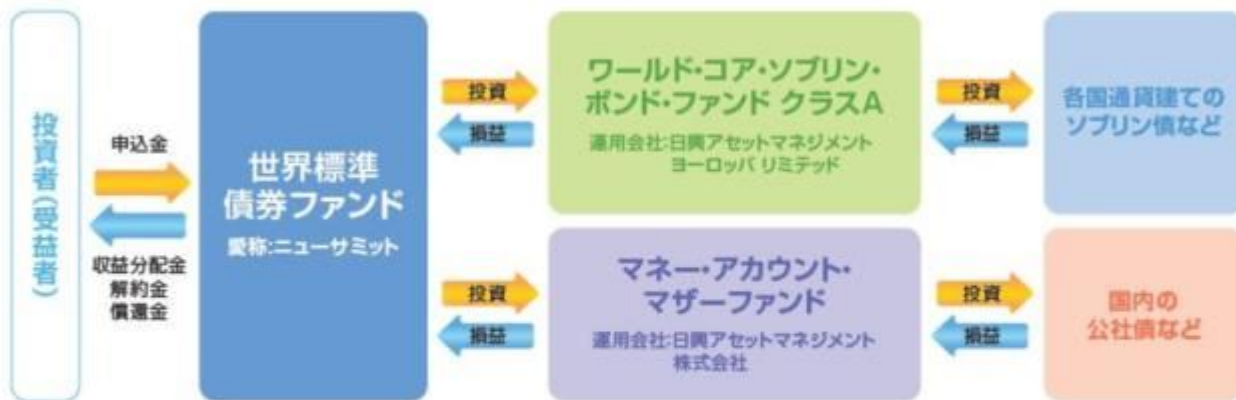 投資者(受益者)
申込金
収益分配金
解約金
償還金
世界標準
債券ファンド
愛称:ニューサミット
投資
損益
ワールド・コア・ソブリン・
ボンド・ファンド クラスA
運用会社:日興アセットマネジメント
ヨーロッパ リミテッド
投資
損益
各国通貨建ての
ソブリン債など
投資
損益
マネー・アカウント・
マザーファンド
運用会社:日興アセットマネジメント
株式会社
投資
損益
国内の
公社債など